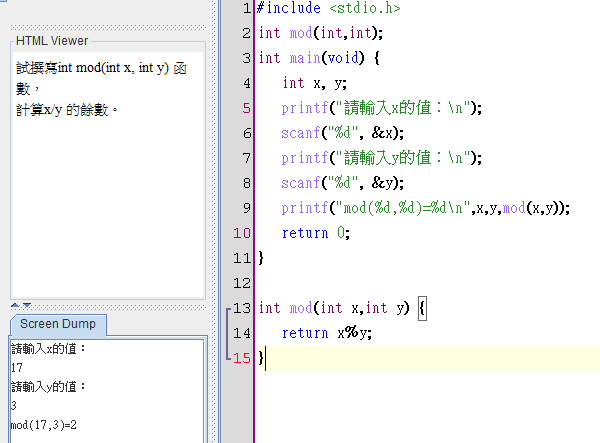 HTML Viewer
試撰寫int mod(int x, int y) 函
數，
計算x/y 的餘數。
Screen Dump
請輸入x的值：
17
請輸入y的值：
3
mod(17,3)=2
1 #include <stdio.h>
2 int mod(int,int);
3 int main(void) {
4 int x, y;
5 printf("請輸入x的值：\n");
6 scanf("%d", &x);
7 printf("請輸入y的值：\n");
8 scanf("%d", &y);
9 printf("mod(%d,%d)=%d\n",x,y,mod(x,y));
10 return 0;
11 }
12
13 int mod(int x,int y) {
14 return x%y;
15 }